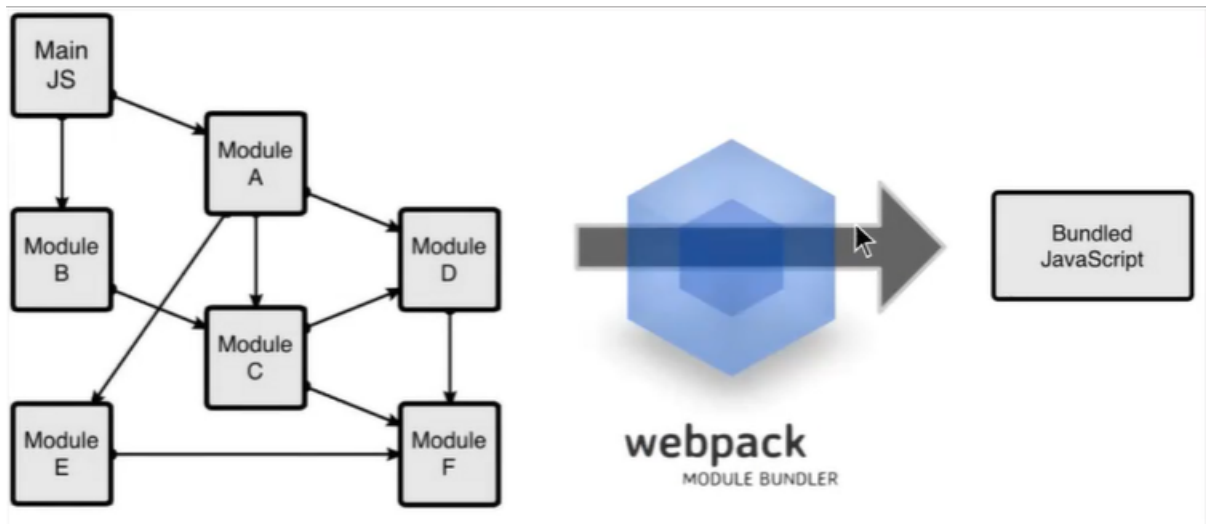 Main
JS
Module
A
Module
B
Module
D
Module
C
Module
E
Module
F
webpack
MODULE BUNDLER
Bundled
JavaScript